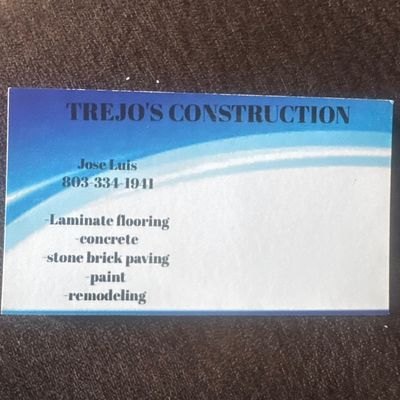 TREJO'S CONSTRUCTION
Jose Luis
803-334-1941
-Laminate flooring
-concrete
-stone brick paving
-paint
-remodeling